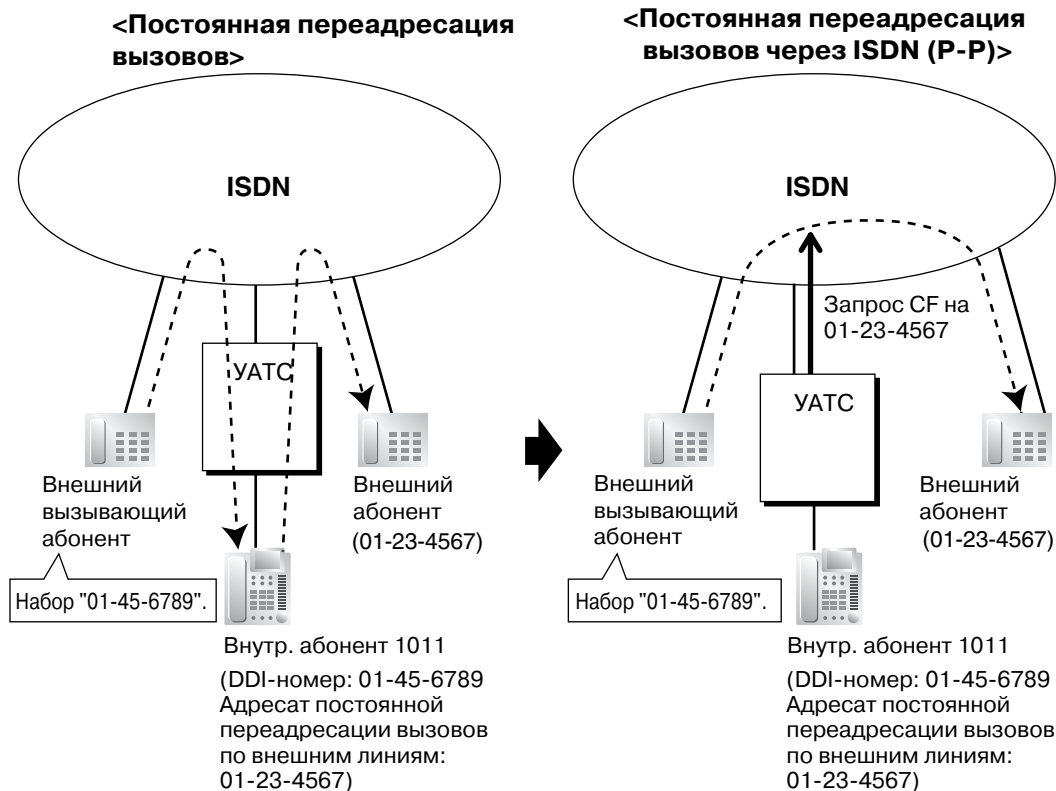 <Постоянная переадресация
вызовов>
ISDN
УАТС
Внешний
вызывающий
абонент
Набор "01-45-6789".
Внешний
абонент
(01-23-4567)
Внутр. абонент 1011
(DDI-номер: 01-45-6789
Адресат постоянной
переадресации вызовов
по внешним линиям:
01-23-4567)
<Постоянная переадресация
вызовов через ISDN (P-P)>
ISDN
Запрос CF на
01-23-4567
УАТС
Внешний
вызывающий
абонент
Набор "01-45-6789".
Внешний
абонент
(01-23-4567)
Внутр. абонент 1011
(DDI-номер: 01-45-6789
Адресат постоянной
переадресации вызовов
по внешним линиям:
01-23-4567)